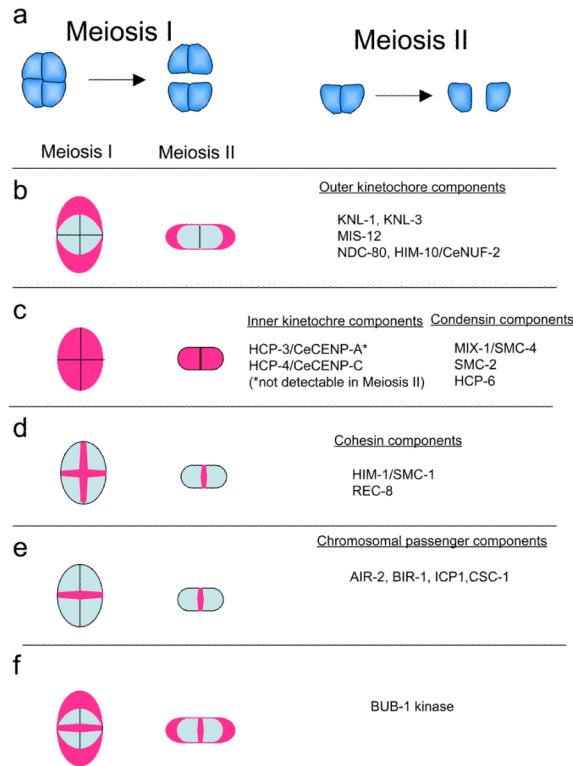 a
Meiosis I
Meiosis II
Meiosis I
Meiosis II
b
Outer kinetochore components
KNL-1, KNL-3
MIS-12
NDC-80, HIM-10/CeNUF-2
c
Inner kinetochre components
Condensin components
HCP-3/CeCENP-A*
HCP-4/CeCENP-C
(*not detectable in Meiosis II)
MIX-1/SMC-4
SMC-2
HCP-6
d
Cohesin components
HIM-1/SMC-1
REC-8
e
Chromosomal passenger components
AIR-2, BIR-1, ICP1,CSC-1
f
BUB-1 kinase